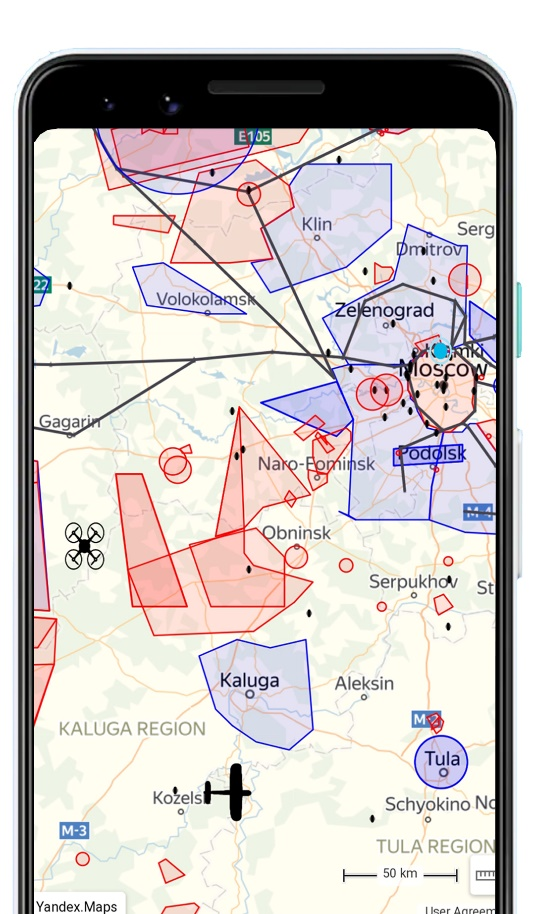 E105
Klin
Serg
Dmitrov
22
Volokolamsk
Zelenograd
Khimki
Moscow
Gagarin
Podolsk
Naro-Fominsk
M-4
Obninsk
Serpukhov
St
Kaluga
Aleksin
KALUGA REGION
M-2
Tula
Kozelsk
Schyokino
No
M-3
TULA REGION
50 km
Yandex.Maps
User Agreem